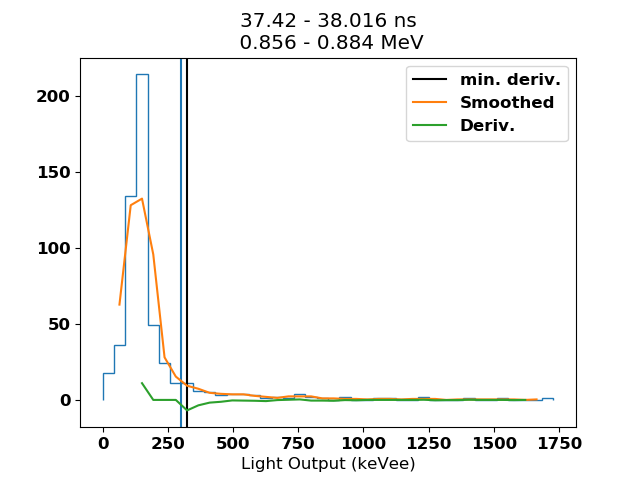 37.42 - 38.016 ns
0.856 - 0.884 MeV
min. deriv.
Smoothed
Deriv.
200
150
100
50
0
0 250 500 750 1000 1250 1500 1750
Light Output (keVee)